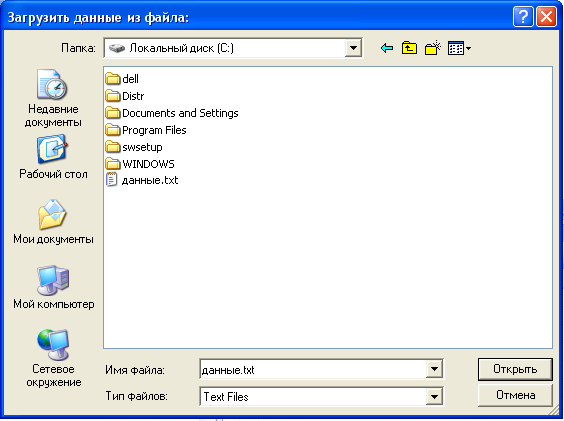 Загрузить данные из файла:
Папка:
Локальный диск (C:)
Недавние
документы
Рабочий стол
Мои документы
Мой компьютер
Сетевое
окружение
dell
Distr
Documents and Settings
Program Files
swsetup
WINDOWS
данные.txt
Имя файла:
данные.txt
Открыть
Тип файлов:
Text Files
Отмена